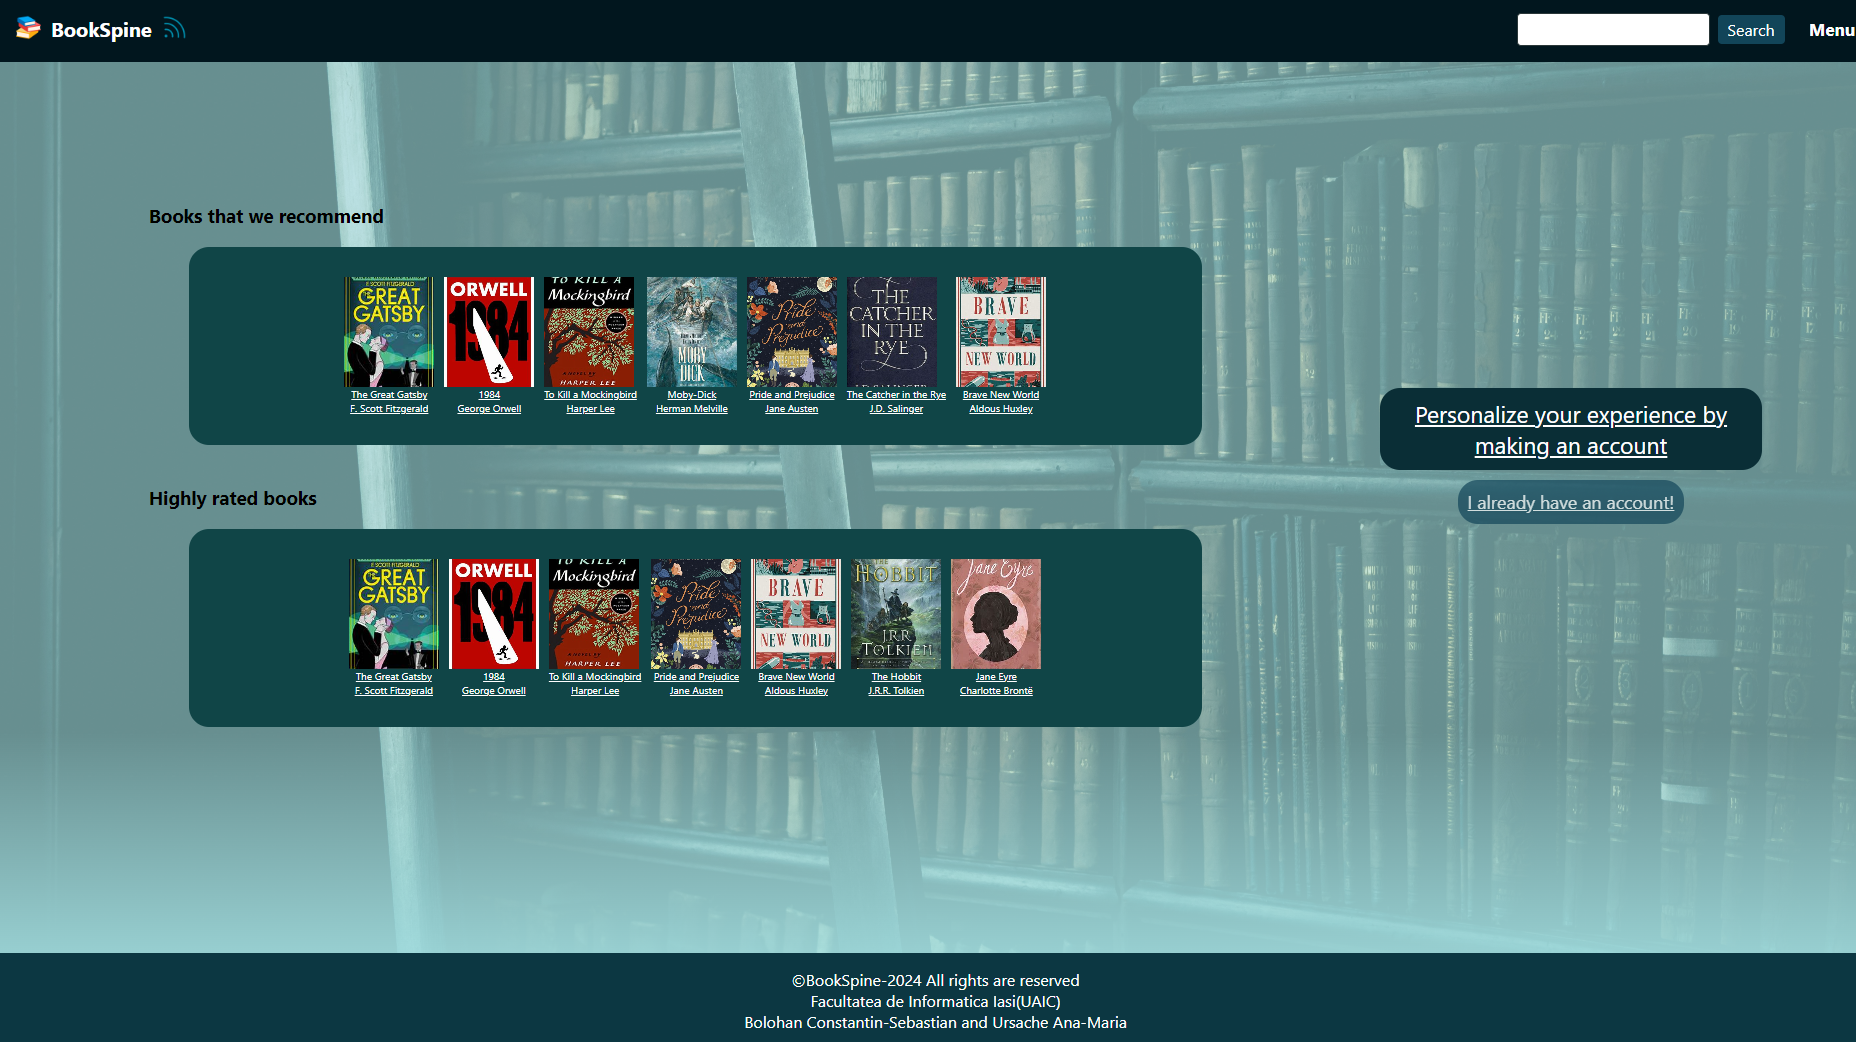 BookSpine
Search
Menu
Books that we recommend
F. SCOTT FITZGERALD
THE GREAT GATSBY
ORWELL
1984
TO KILL A
Mockingbird
A NOVEL BY
HARPER LEE
MOBY
DICK
Pride
and
Prejudice
THE
CATCHER
IN THE
RYE
J.D. SALINGER
BRAVE
NEW WORLD
The Great Gatsby
F. Scott Fitzgerald
1984
George Orwell
To Kill a Mockingbird
Harper Lee
Moby-Dick
Herman Melville
Pride and Prejudice
Jane Austen
The Catcher in the Rye
J.D. Salinger
Brave New World
Aldous Huxley
Personalize your experience by
making an account
I already have an account!
Highly rated books
F. SCOTT FITZGERALD
THE GREAT GATSBY
ORWELL
1984
TO KILL A
Mockingbird
A NOVEL BY
HARPER LEE
Pride
and
Prejudice
BRAVE
NEW WORLD
HOBBIT
J.R.R.
TOLKIEN
Jane Eyre
The Great Gatsby
F. Scott Fitzgerald
1984
George Orwell
To Kill a Mockingbird
Harper Lee
Pride and Prejudice
Jane Austen
Brave New World
Aldous Huxley
The Hobbit
J.R.R. Tolkien
Jane Eyre
Charlotte Brontë
©BookSpine-2024 All rights are reserved
Facultatea de Informatica Iasi(UAIC)
Bolohan Constantin-Sebastian and Ursache Ana-Maria